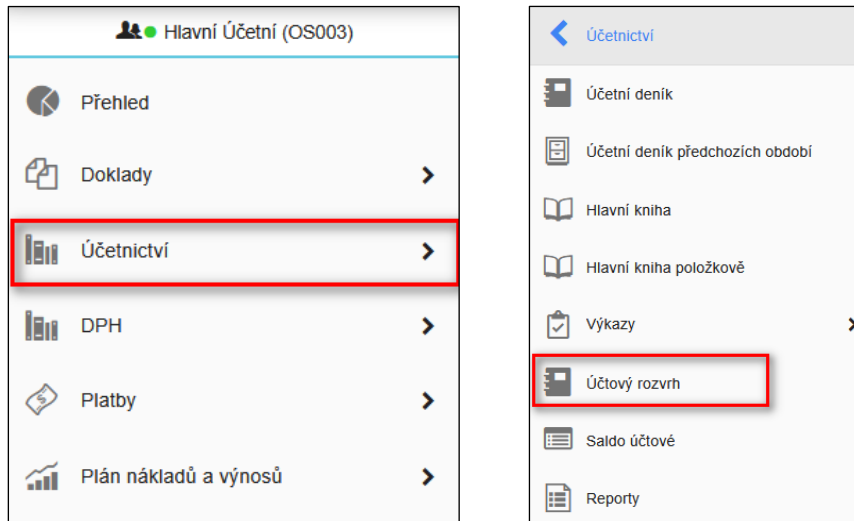 Hlavní Účetní (OS003)
Přehled
Doklady
Účetnictví
DPH
Platby
Plán nákladů a výnosů
Účetnictví
Účetní deník
Účetní deník předchozích období
Hlavní kniha
Hlavní kniha položkově
Výkazy
Účtový rozvrh
Saldo účtové
Reporty